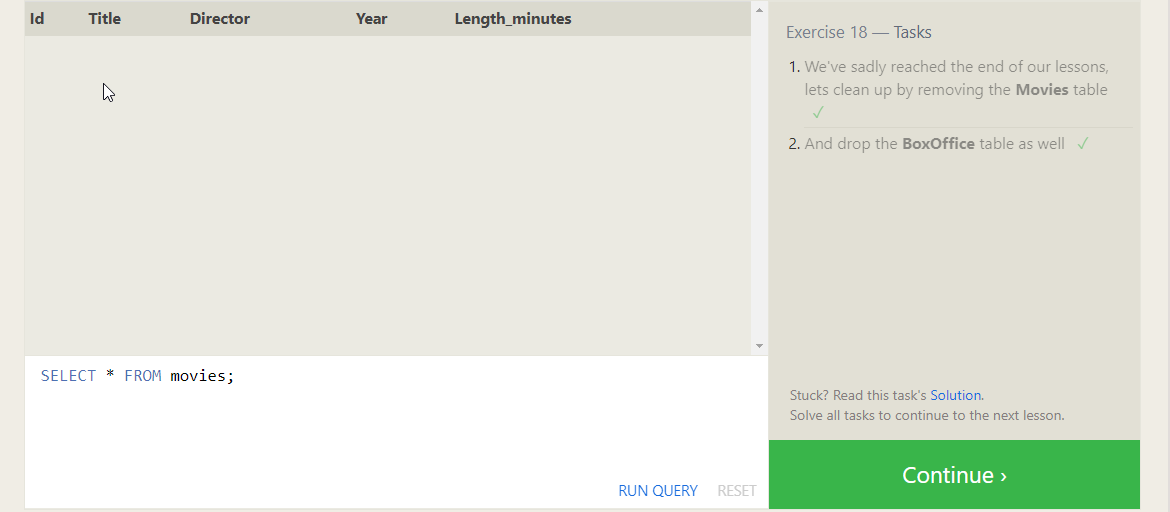 Id Title Director Year Length_minutes
SELECT * FROM movies;
RUN QUERY RESET
Exercise 18 — Tasks
1. We've sadly reached the end of our lessons,
lets clean up by removing the Movies table
✓
2. And drop the BoxOffice table as well ✓
Stuck? Read this task's Solution.
Solve all tasks to continue to the next lesson.
Continue ›